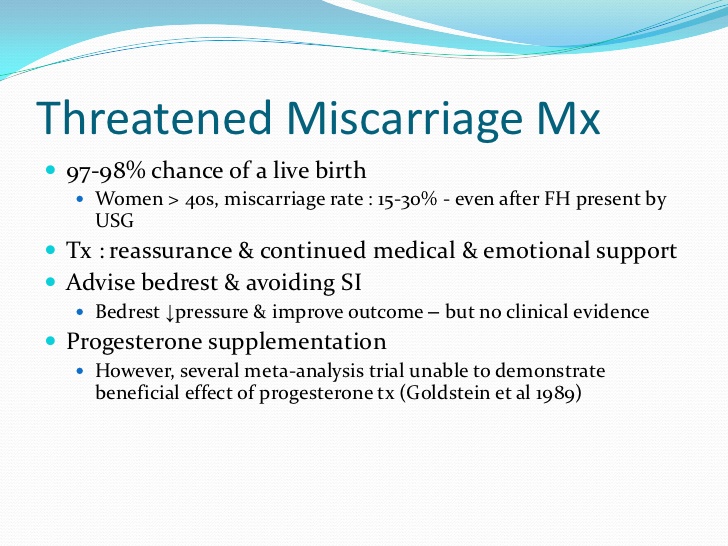 Threatened Miscarriage Mx
• 97-98% chance of a live birth
• Women > 40s, miscarriage rate : 15-30% - even after FH present by
USG
• Tx : reassurance & continued medical & emotional support
• Advise bedrest & avoiding SI
• Bedrest ↓pressure & improve outcome – but no clinical evidence
• Progesterone supplementation
• However, several meta-analysis trial unable to demonstrate
beneficial effect of progesterone tx (Goldstein et al 1989)